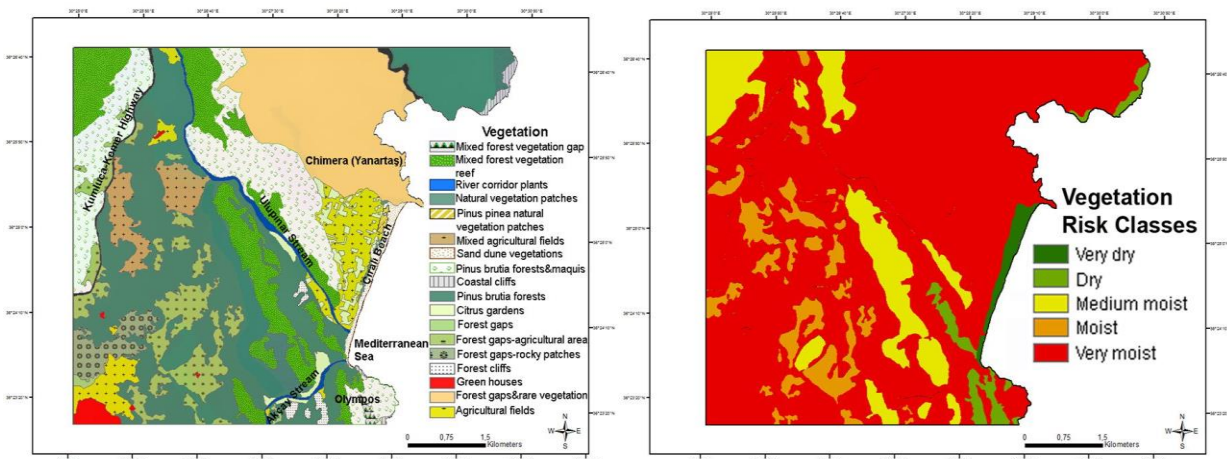 Kumluca-Kemer Highway
Chimera (Yanartaş)
Ulupınar Stream
Çıralı Beach
Mediterranean
Sea
Olympos
Akçay Stream
Vegetation
Mixed forest vegetation gap
Mixed forest vegetation
reef
River corridor plants
Natural vegetation patches
Pinus pinea natural
vegetation patches
Mixed agricultural fields
Sand dune vegetations
Pinus brutia forests&maquis
Coastal cliffs
Pinus brutia forests
Citrus gardens
Forest gaps
Forest gaps-agricultural area
Forest gaps-rocky patches
Forest cliffs
Green houses
Forest gaps&rare vegetation
Agricultural fields
0 0,75 1,5
Kilometers
N
W E
S
Vegetation
Risk Classes
Very dry
Dry
Medium moist
Moist
Very moist
0 0,75 1,5
Kilometers
N
W E
S